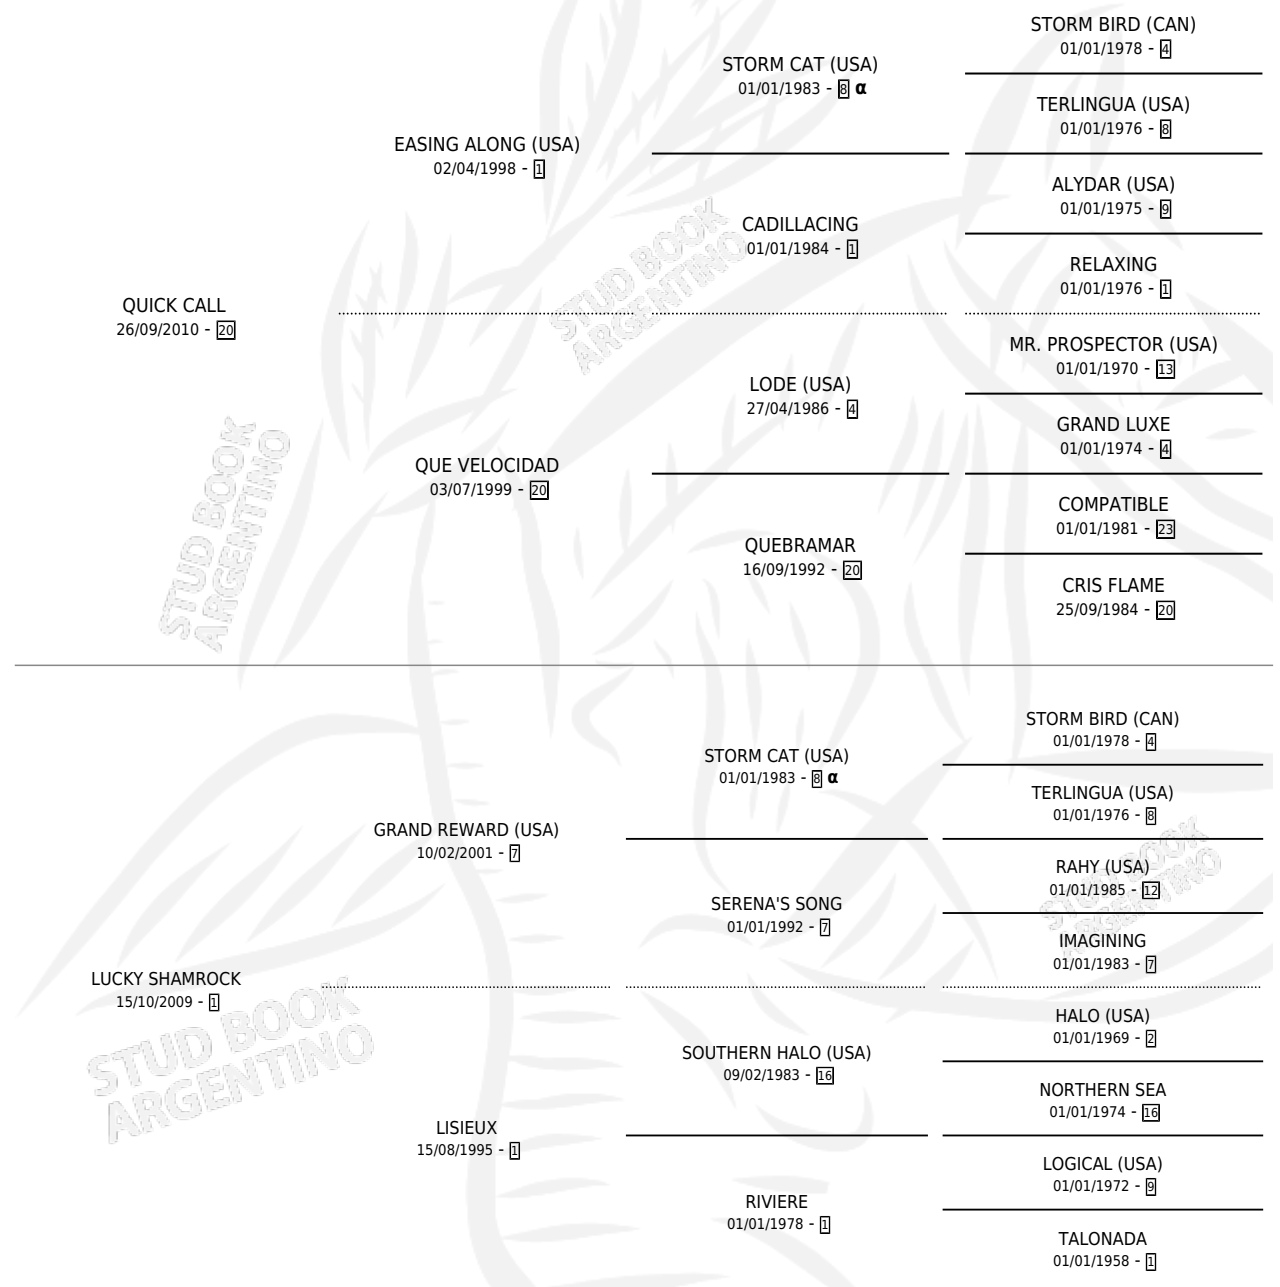 STORM BIRD (CAN)
01/01/1978 - 4
STORM CAT (USA)
01/01/1983 - 8 α
TERLINGUA (USA)
01/01/1976 - 8
EASING ALONG (USA)
02/04/1998 - 1
ALYDAR (USA)
01/01/1975 - 9
CADILLACING
01/01/1984 - 1
RELAXING
01/01/1976 - 1
QUICK CALL
26/09/2010 - 20
MR. PROSPECTOR (USA)
01/01/1970 - 13
LODE (USA)
27/04/1986 - 4
GRAND LUXE
01/01/1974 - 4
QUE VELOCIDAD
03/07/1999 - 20
COMPATIBLE
01/01/1981 - 23
QUEBRAMAR
16/09/1992 - 20
CRIS FLAME
25/09/1984 - 20
STORM BIRD (CAN)
01/01/1978 - 4
STORM CAT (USA)
01/01/1983 - 8 α
TERLINGUA (USA)
01/01/1976 - 8
GRAND REWARD (USA)
10/02/2001 - 7
RAHY (USA)
01/01/1985 - 12
SERENA'S SONG
01/01/1992 - 7
IMAGINING
01/01/1983 - 7
LUCKY SHAMROCK
15/10/2009 - 1
HALO (USA)
01/01/1969 - 2
SOUTHERN HALO (USA)
09/02/1983 - 16
NORTHERN SEA
01/01/1974 - 16
LISIEUX
15/08/1995 - 1
LOGICAL (USA)
01/01/1972 - 9
RIVIERE
01/01/1978 - 1
TALONADA
01/01/1958 - 1
STUD BOOK
ARGENTINO
STUD BOOK
ARGENTINO
STUD BOOK
ARGENTINO
STUD BOOK
ARGENTINO